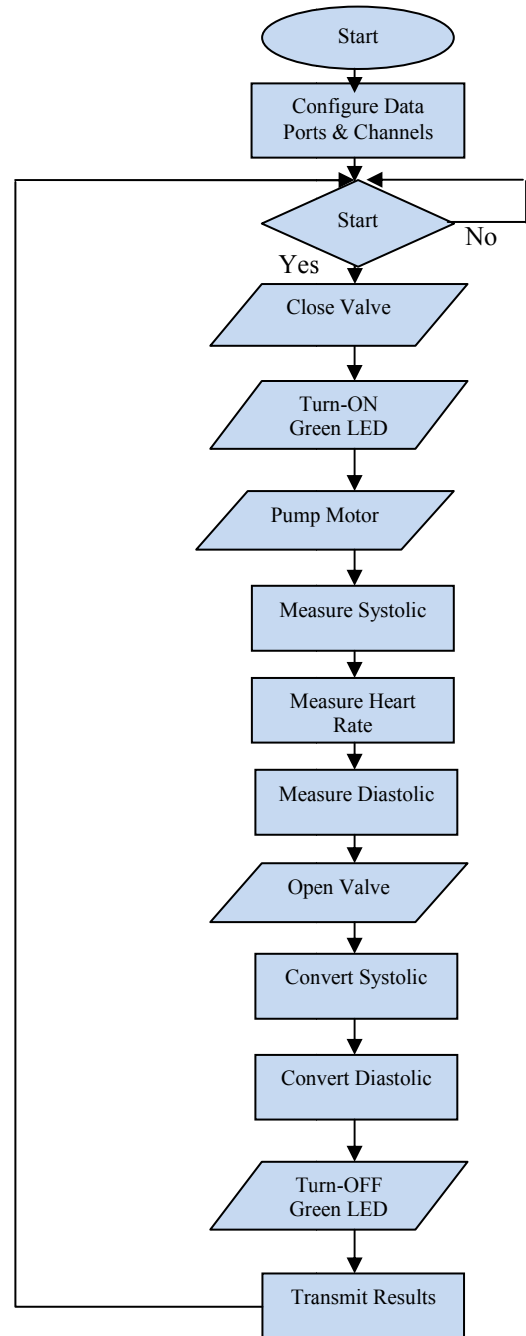 Start
Configure Data
Ports & Channels
Start
No
Yes
Close Valve
Turn-ON
Green LED
Pump Motor
Measure Systolic
Measure Heart
Rate
Measure Diastolic
Open Valve
Convert Systolic
Convert Diastolic
Turn-OFF
Green LED
Transmit Results